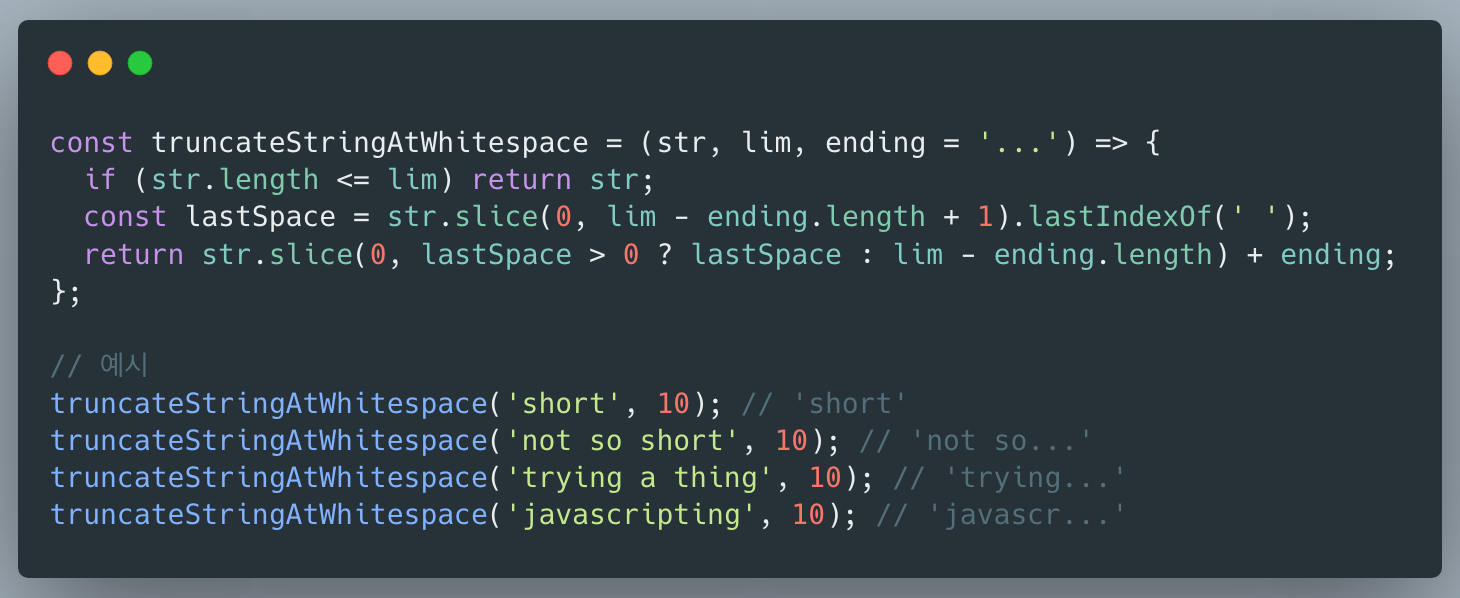 const truncateStringAtWhitespace = (str, lim, ending = '...') => {
  if (str.length <= lim) return str;
  const lastSpace = str.slice(0, lim - ending.length + 1).lastIndexOf(' ');
  return str.slice(0, lastSpace > 0 ? lastSpace : lim - ending.length) + ending;
};

// 예시
truncateStringAtWhitespace('short', 10); // 'short'
truncateStringAtWhitespace('not so short', 10); // 'not so...'
truncateStringAtWhitespace('trying a thing', 10); // 'trying...'
truncateStringAtWhitespace('javascripting', 10); // 'javascr...'